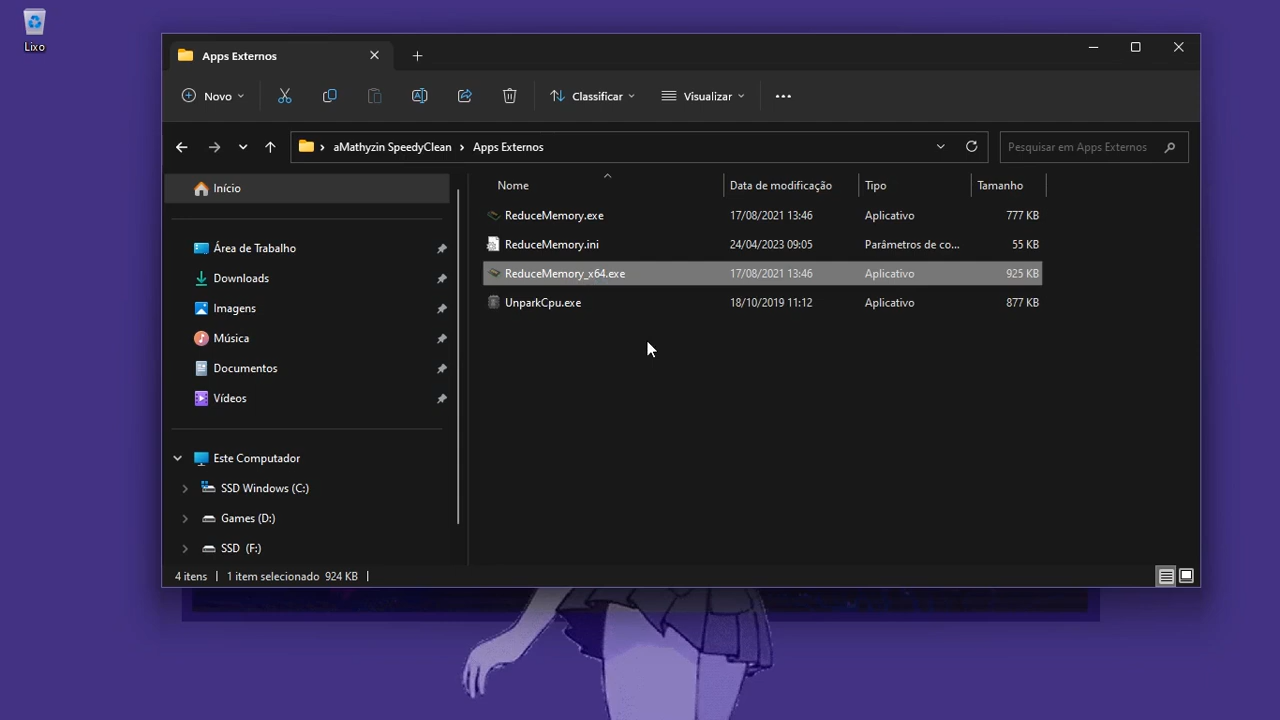 Lixo
Apps Externos
Novo
Classificar
Visualizar
aMathyzin SpeedyClean
Apps Externos
Pesquisar em Apps Externos
Início
Área de Trabalho
Downloads
Imagens
Música
Documentos
Vídeos
Este Computador
SSD Windows (C:)
Games (D:)
SSD (F:)
Nome Data de modificação Tipo Tamanho
ReduceMemory.exe 17/08/2021 13:46 Aplicativo 777 KB
ReduceMemory.ini 24/04/2023 09:05 Parâmetros de co... 55 KB
ReduceMemory_x64.exe 17/08/2021 13:46 Aplicativo 925 KB
UnparkCpu.exe 18/10/2019 11:12 Aplicativo 877 KB
4 itens 1 item selecionado 924 KB